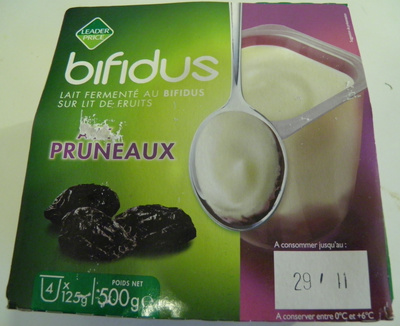 LEADER
PRICE
bifidus
LAIT FERMENTÉ AU BIFIDUS
SUR LIT DE FRUITS
PRUNEAUX
A consommer jusqu'au :
29' 11
4 x 125g
POIDS NET
500g e
A conserver entre 0°C et +6°C